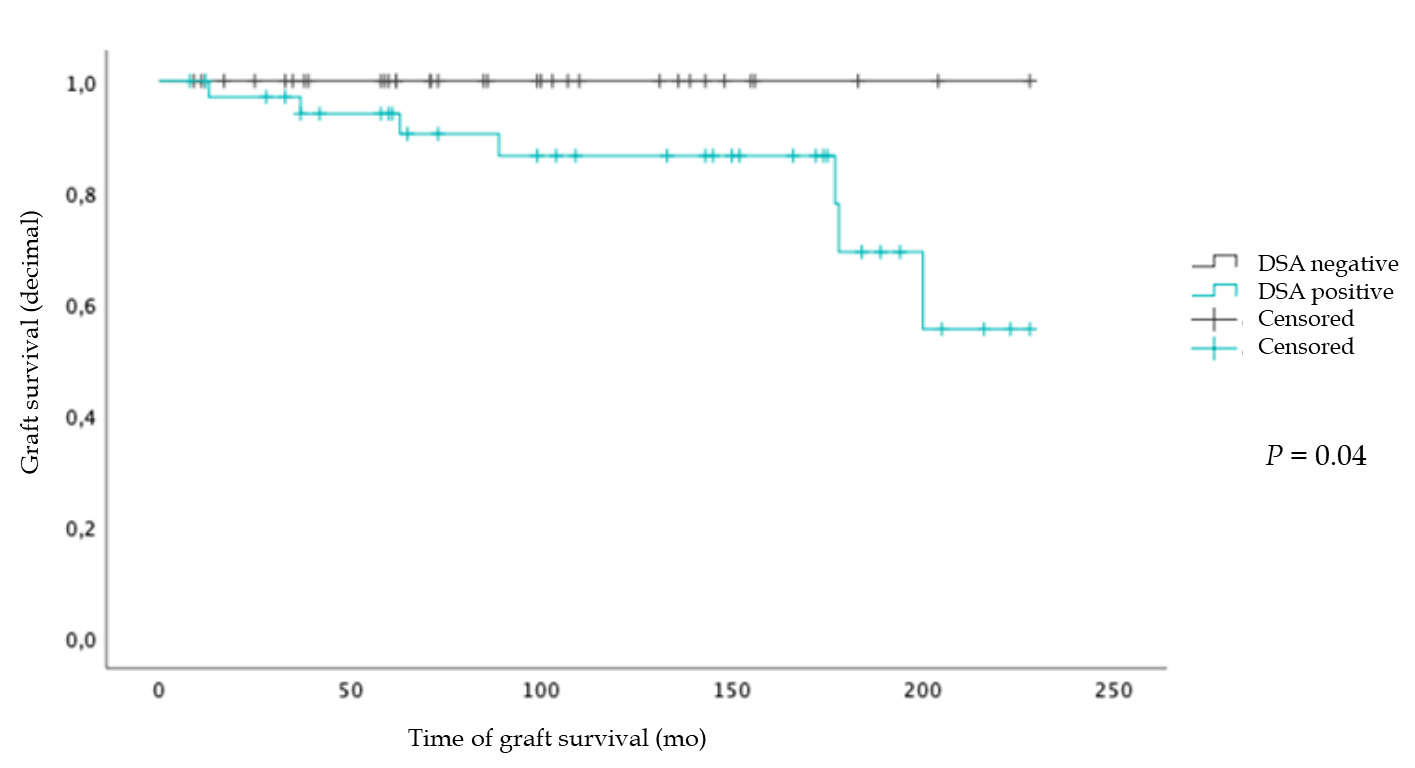 Graft survival (decimal)
1,0
0,8
0,6
0,4
0,2
0,0
0 50 100 150 200 250
Time of graft survival (mo)
DSA negative
DSA positive
Censored
Censored
P = 0.04